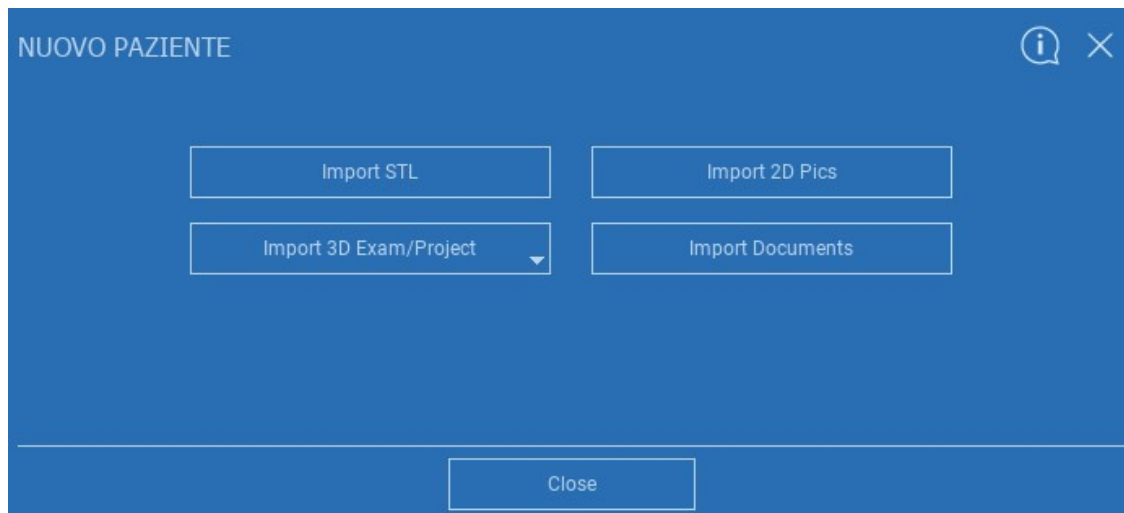 NUOVO PAZIENTE
Import STL
Import 2D Pics
Import 3D Exam/Project
Import Documents
Close